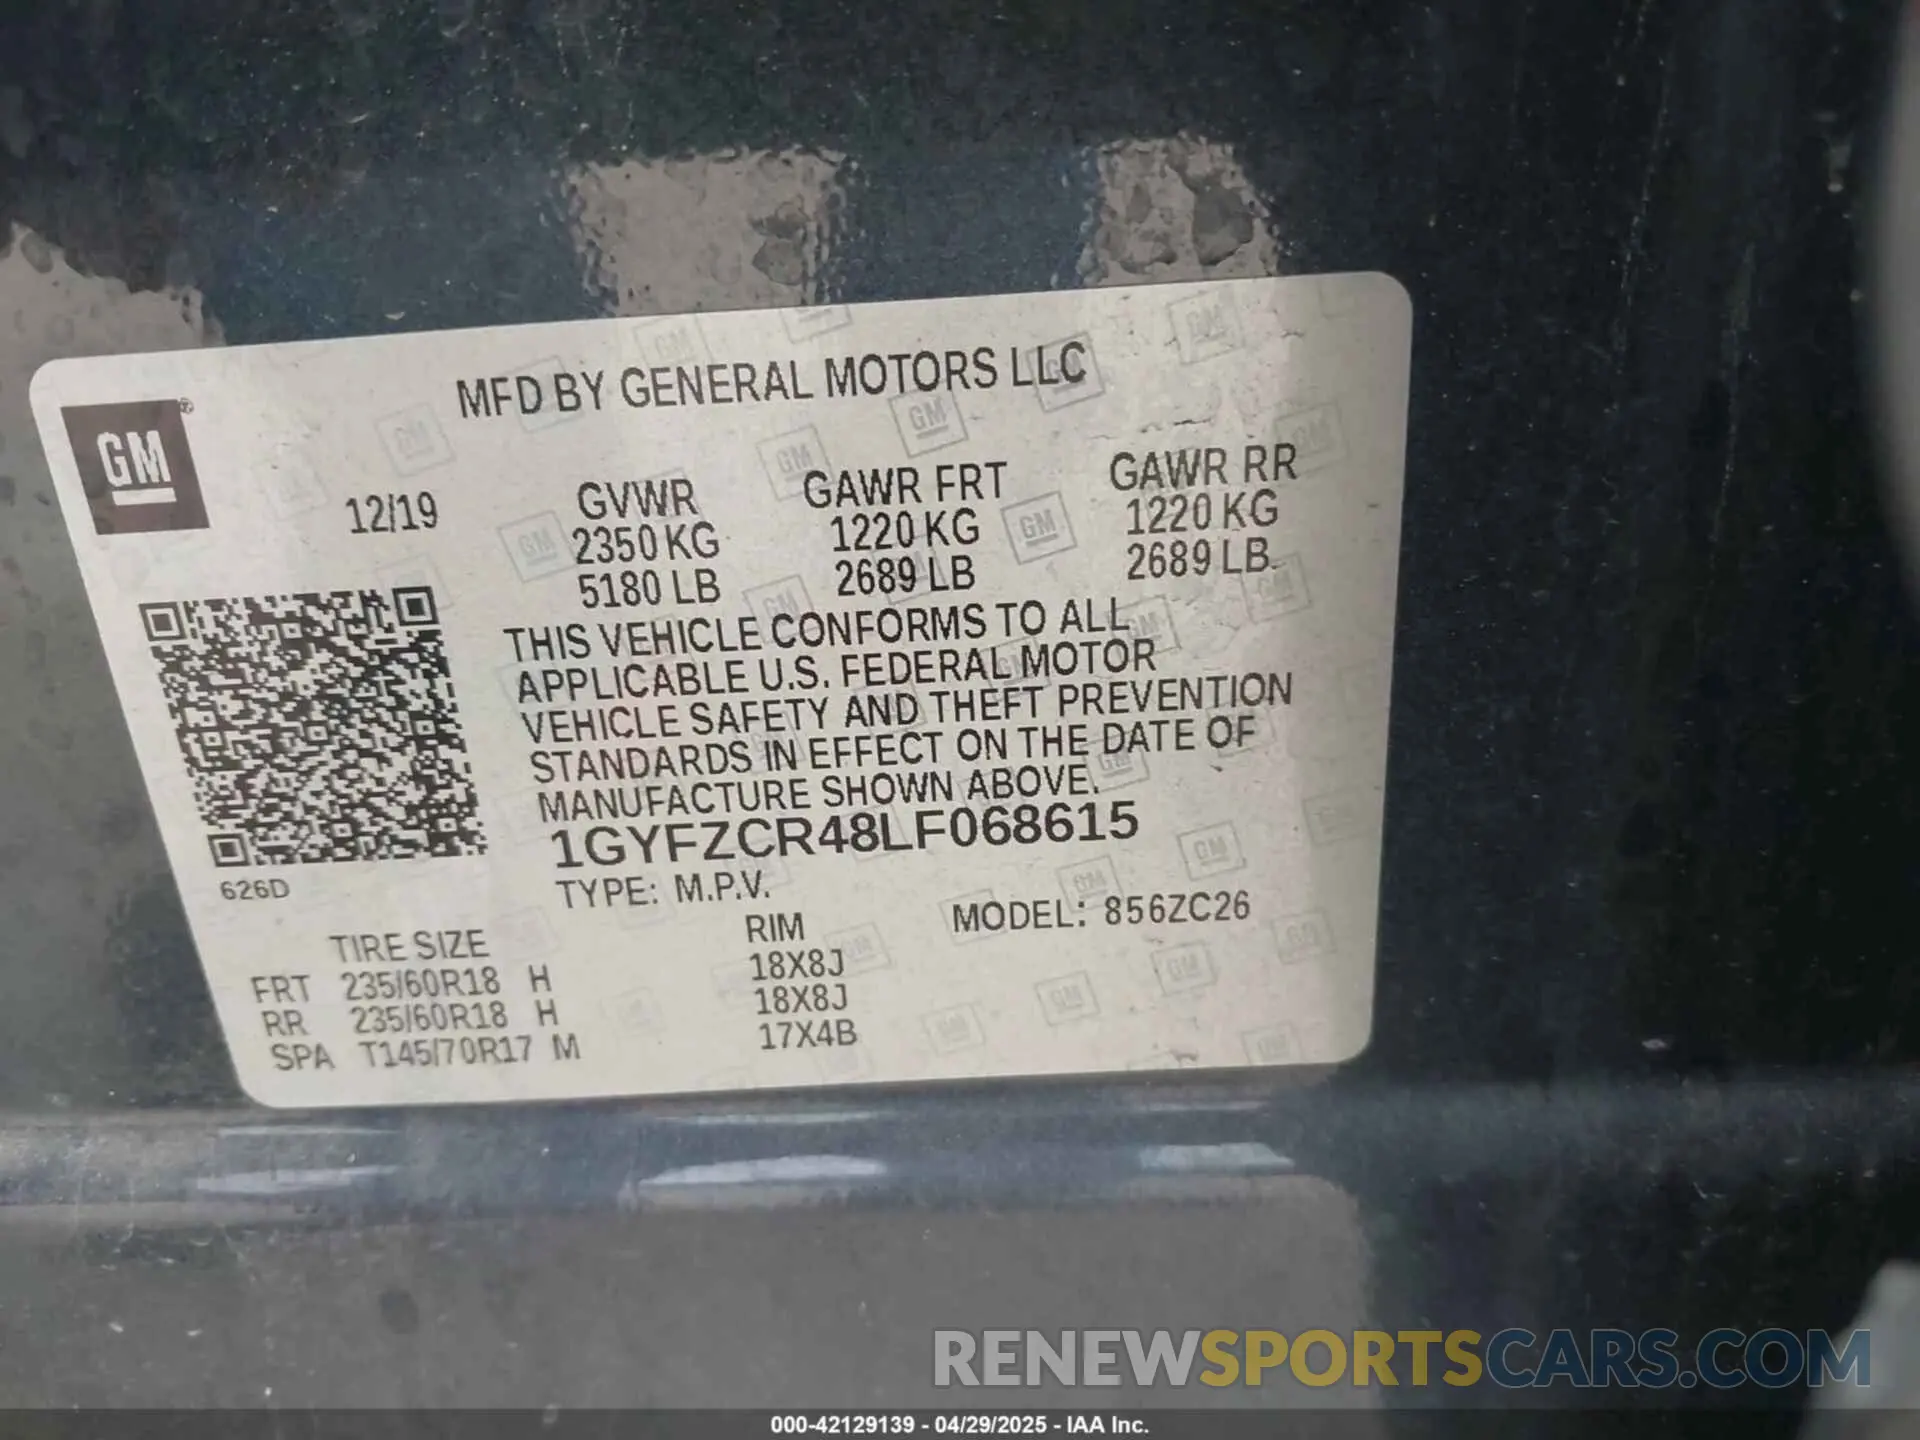 MFD BY GENERAL MOTORS LLC
GM ®
12/19
GVWR GAWR FRT GAWR RR
2350 KG 1220 KG 1220 KG
5180 LB 2689 LB 2689 LB
THIS VEHICLE CONFORMS TO ALL
APPLICABLE U.S. FEDERAL MOTOR
VEHICLE SAFETY AND THEFT PREVENTION
STANDARDS IN EFFECT ON THE DATE OF
MANUFACTURE SHOWN ABOVE.
1GYFZCR48LF068615
626D
TYPE: M.P.V.
MODEL: 856ZC26
TIRE SIZE RIM
FRT 235/60R18 H 18X8J
RR 235/60R18 H 18X8J
SPA T145/70R17 M 17X4B
RENEWSPORTSCARS.COM
000-42129139 - 04/29/2025 - IAA Inc.